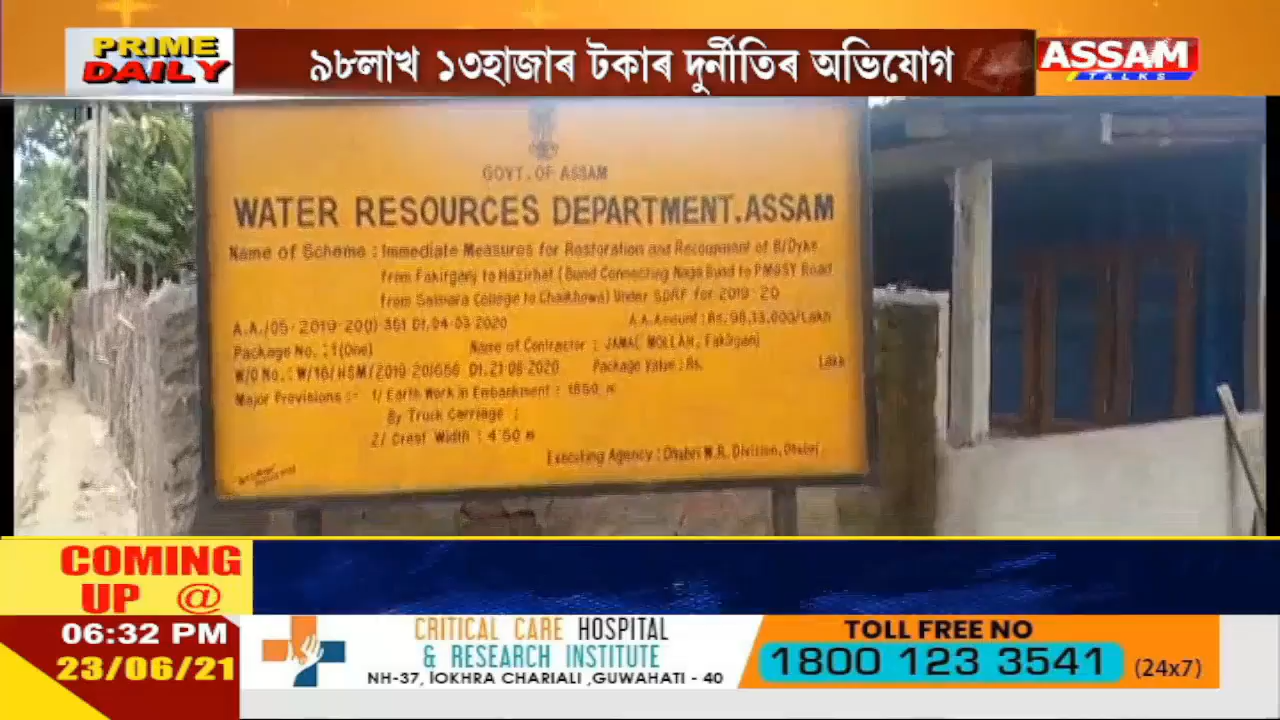 PRIME
DAILY
৯৮লাখ ১৩হাজাৰ টকাৰ দুৰ্নীতিৰ অভিযোগ
ASSAM
TALKS
GOVT. OF ASSAM
WATER RESOURCES DEPARTMENT.ASSAM
Name of Scheme : Immediate Measures for Restoration and Recoupment of B/Dyke
from Fakirganj to Hazirhat (Bund Connecting Naga Bund to PMGSY Road
from Salmara College to Chaikhowa) Under SDRF for 2019-20
A.A./05-2019-20(1)-351 Dt.04-03-2020 A.A.Amount : Rs. 98,13,000/Lakh
Package No. : 1(One) Name of Contractor : JAMAL MOLLAH, Fakirganj
W/O No. : W/16/HSM/2019-20/656 Dt.21-08-2020 Package Value : Rs. Lakh
Major Provisions :- 1/ Earth Work in Embankment : 1650 m
By Truck Carriage :
2/ Crest Width : 4.50 m
Executing Agency : Dhubri W.R. Division, Dhubri
COMING
UP @
06:32 PM
23/06/21
CRITICAL CARE HOSPITAL
& RESEARCH INSTITUTE
NH-37, lOKHRA CHARIALI ,GUWAHATI - 40
TOLL FREE NO
1800 123 3541 (24x7)